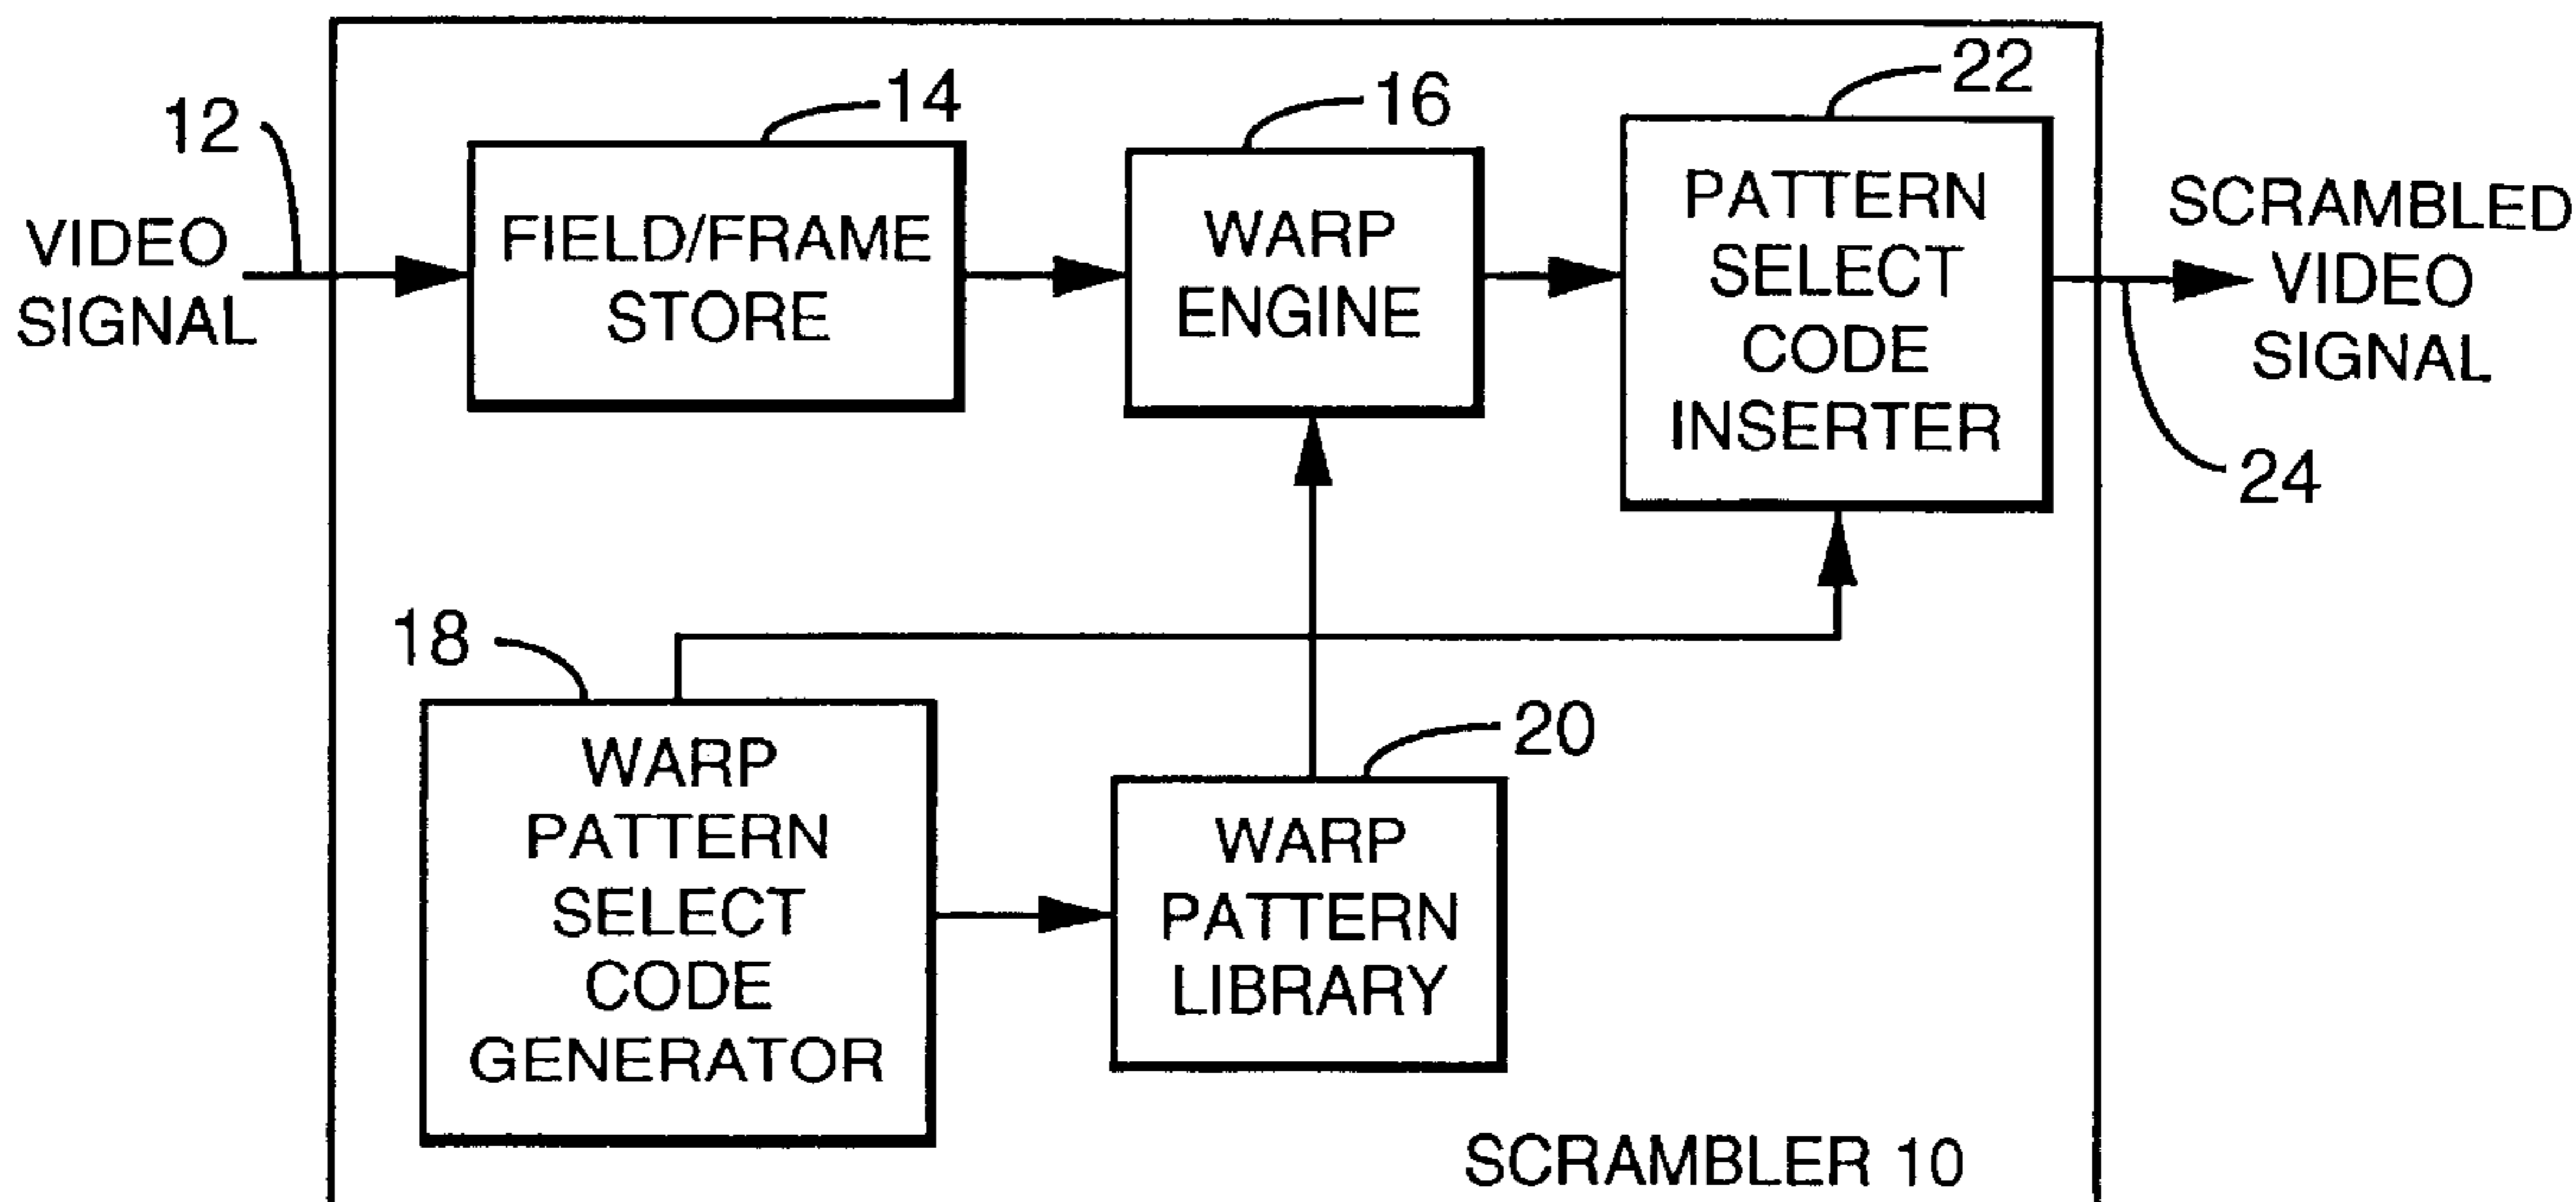 12
VIDEO
SIGNAL
14
FIELD/FRAME
STORE
16
WARP
ENGINE
22
PATTERN
SELECT
CODE
INSERTER
SCRAMBLED
VIDEO
SIGNAL
24
18
WARP
PATTERN
SELECT
CODE
GENERATOR
20
WARP
PATTERN
LIBRARY
SCRAMBLER 10